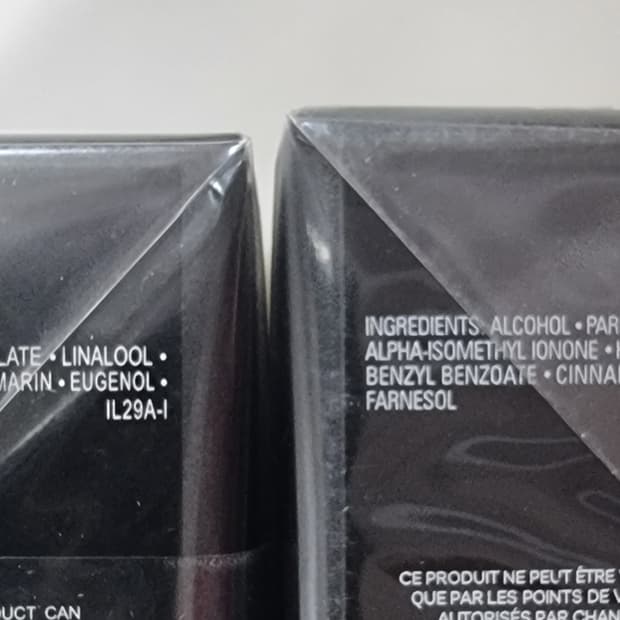 LATE • LINALOOL •
MARIN • EUGENOL •
IL29A-I
DUCT CAN
INGREDIENTS: ALCOHOL • PAR
ALPHA-ISOMETHYL IONONE • H
BENZYL BENZOATE • CINNA
FARNESOL
CE PRODUIT NE PEUT ÊTRE
QUE PAR LES POINTS DE V
AUTORISÉS PAR CHAN